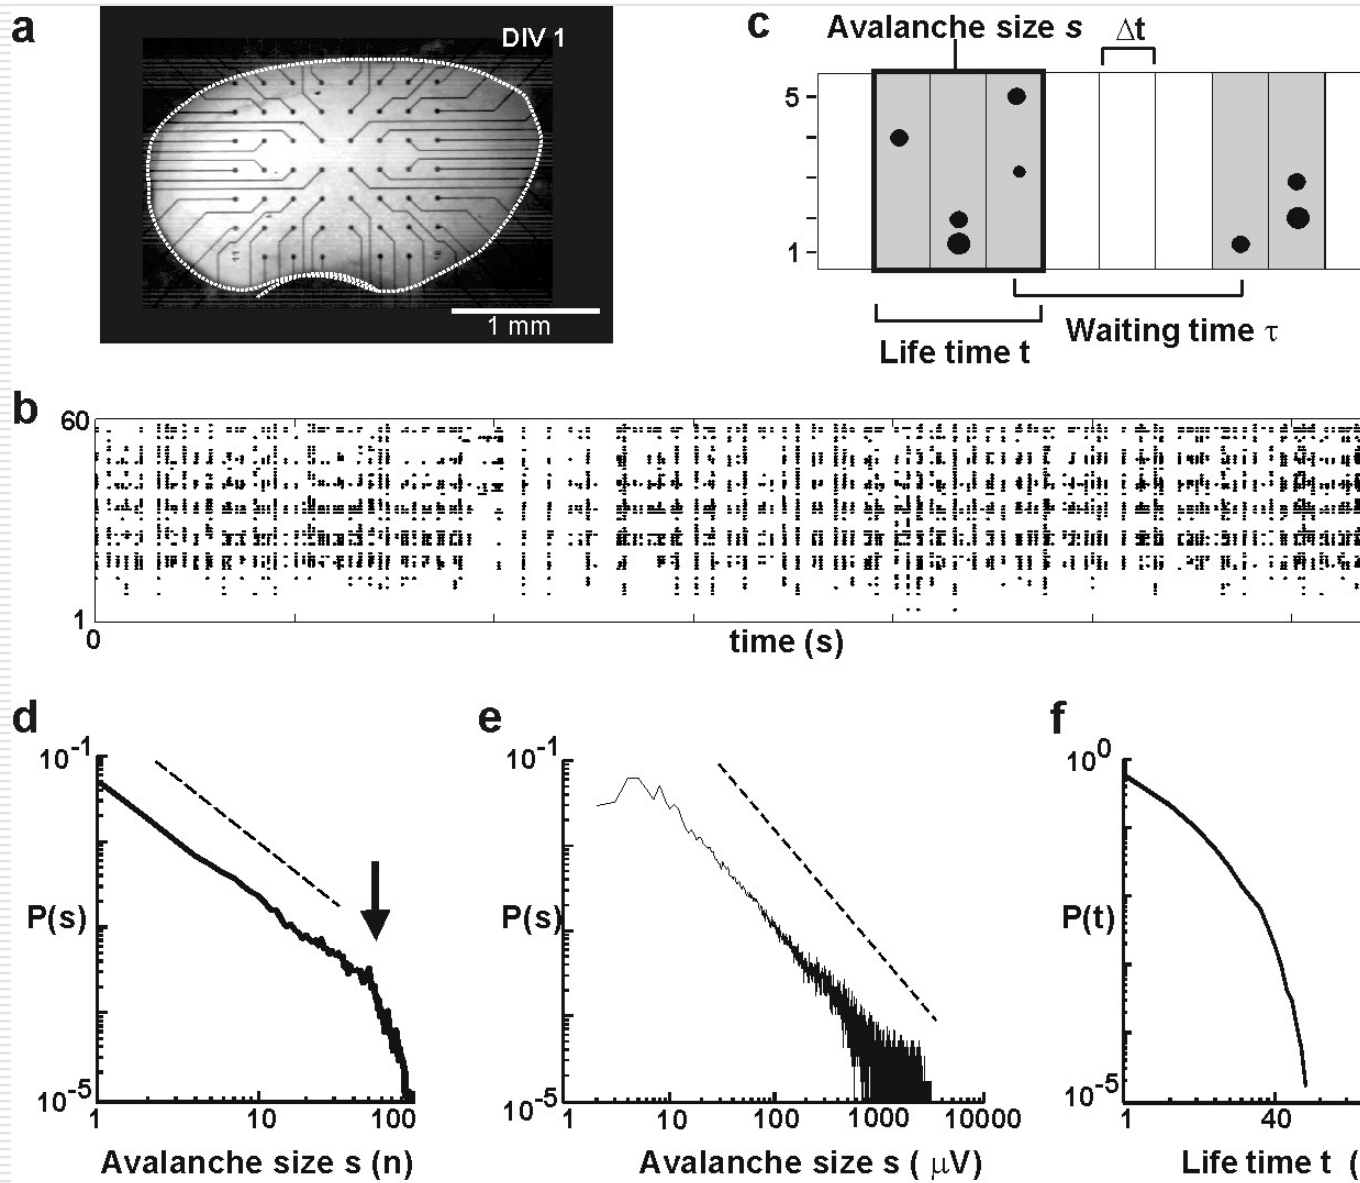 a
DIV 1
1 mm
c
Avalanche size s
Δt
5
1
Life time t
Waiting time τ
b
60
1
0
time (s)
d
10⁻¹
P(s)
10⁻⁵
1
10
100
Avalanche size s (n)
e
10⁻¹
P(s)
10⁻⁵
1
10
100
1000
10000
Avalanche size s ( μV)
f
10⁰
P(t)
10⁻⁵
1
40
Life time t (